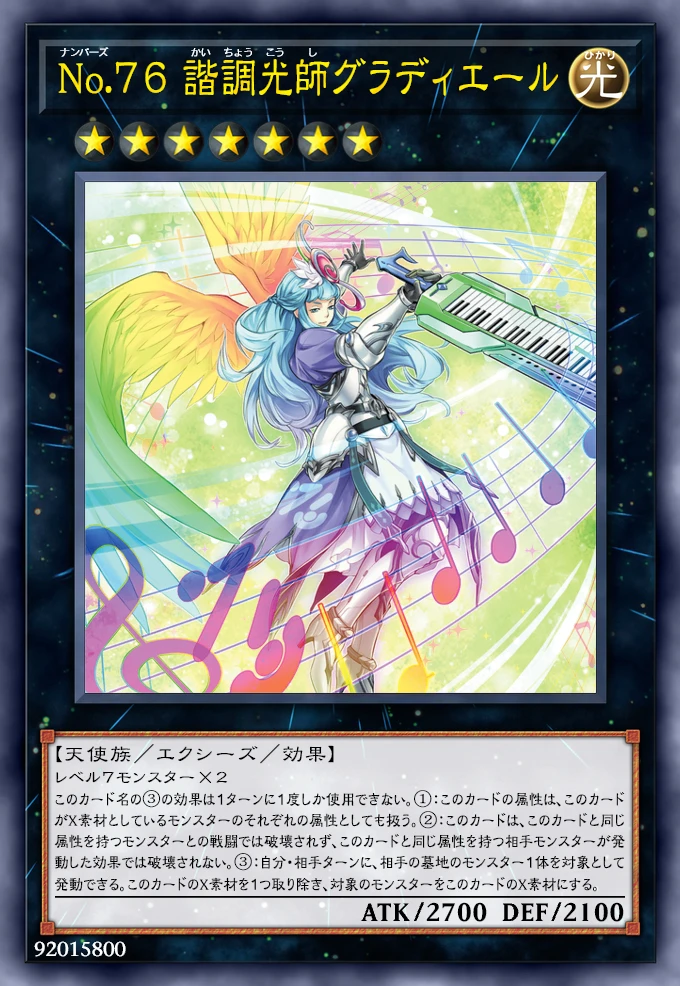 ナンバーズ かいちょうこうし ひかり
No.76 諧調光師グラディエール 光
【天使族／エクシーズ／効果】
レベル7モンスター×2
このカード名の③の効果は1ターンに1度しか使用できない。①：このカードの属性は、このカード
がX素材としているモンスターのそれぞれの属性としても扱う。②：このカードは、このカードと同じ
属性を持つモンスターとの戦闘では破壊されず、このカードと同じ属性を持つ相手モンスターが発
動した効果では破壊されない。③：自分・相手ターンに、相手の墓地のモンスター1体を対象として
発動できる。このカードのX素材を1つ取り除き、対象のモンスターをこのカードのX素材にする。
ATK/2700 DEF/2100
92015800